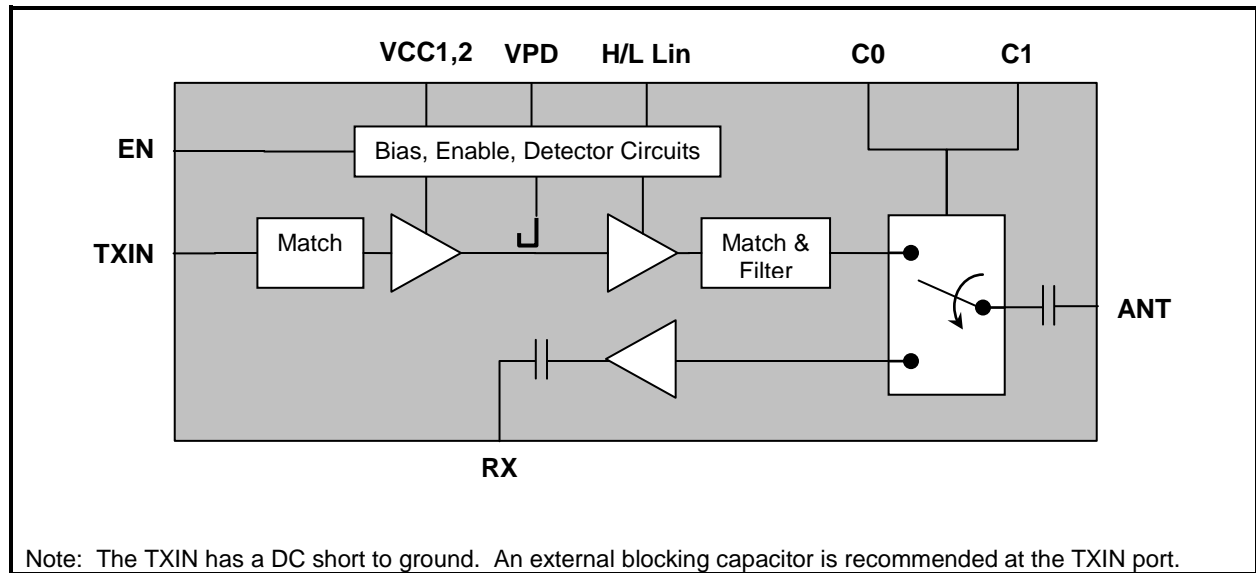 VCC1,2 VPD H/L Lin C0 C1
EN
Bias, Enable, Detector Circuits
TXIN
Match
Match &
Filter
ANT
RX
Note: The TXIN has a DC short to ground. An external blocking capacitor is recommended at the TXIN port.